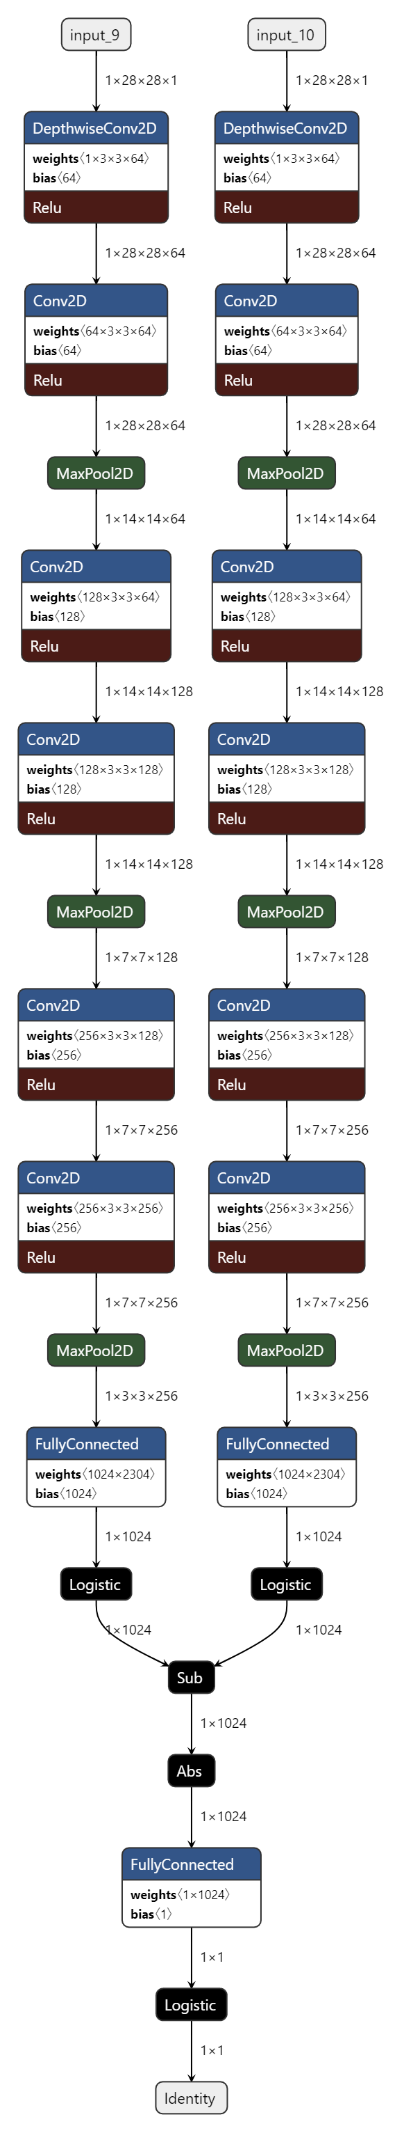 input_9
1×28×28×1
DepthwiseConv2D
weights⟨1×3×3×64⟩
bias⟨64⟩
Relu
1×28×28×64
Conv2D
weights⟨64×3×3×64⟩
bias⟨64⟩
Relu
1×28×28×64
MaxPool2D
1×14×14×64
Conv2D
weights⟨128×3×3×64⟩
bias⟨128⟩
Relu
1×14×14×128
Conv2D
weights⟨128×3×3×128⟩
bias⟨128⟩
Relu
1×14×14×128
MaxPool2D
1×7×7×128
Conv2D
weights⟨256×3×3×128⟩
bias⟨256⟩
Relu
1×7×7×256
Conv2D
weights⟨256×3×3×256⟩
bias⟨256⟩
Relu
1×7×7×256
MaxPool2D
1×3×3×256
FullyConnected
weights⟨1024×2304⟩
bias⟨1024⟩
1×1024
Logistic
1×1024
input_10
1×28×28×1
DepthwiseConv2D
weights⟨1×3×3×64⟩
bias⟨64⟩
Relu
1×28×28×64
Conv2D
weights⟨64×3×3×64⟩
bias⟨64⟩
Relu
1×28×28×64
MaxPool2D
1×14×14×64
Conv2D
weights⟨128×3×3×64⟩
bias⟨128⟩
Relu
1×14×14×128
Conv2D
weights⟨128×3×3×128⟩
bias⟨128⟩
Relu
1×14×14×128
MaxPool2D
1×7×7×128
Conv2D
weights⟨256×3×3×128⟩
bias⟨256⟩
Relu
1×7×7×256
Conv2D
weights⟨256×3×3×256⟩
bias⟨256⟩
Relu
1×7×7×256
MaxPool2D
1×3×3×256
FullyConnected
weights⟨1024×2304⟩
bias⟨1024⟩
1×1024
Logistic
1×1024
Sub
1×1024
Abs
1×1024
FullyConnected
weights⟨1×1024⟩
bias⟨1⟩
1×1
Logistic
1×1
Identity